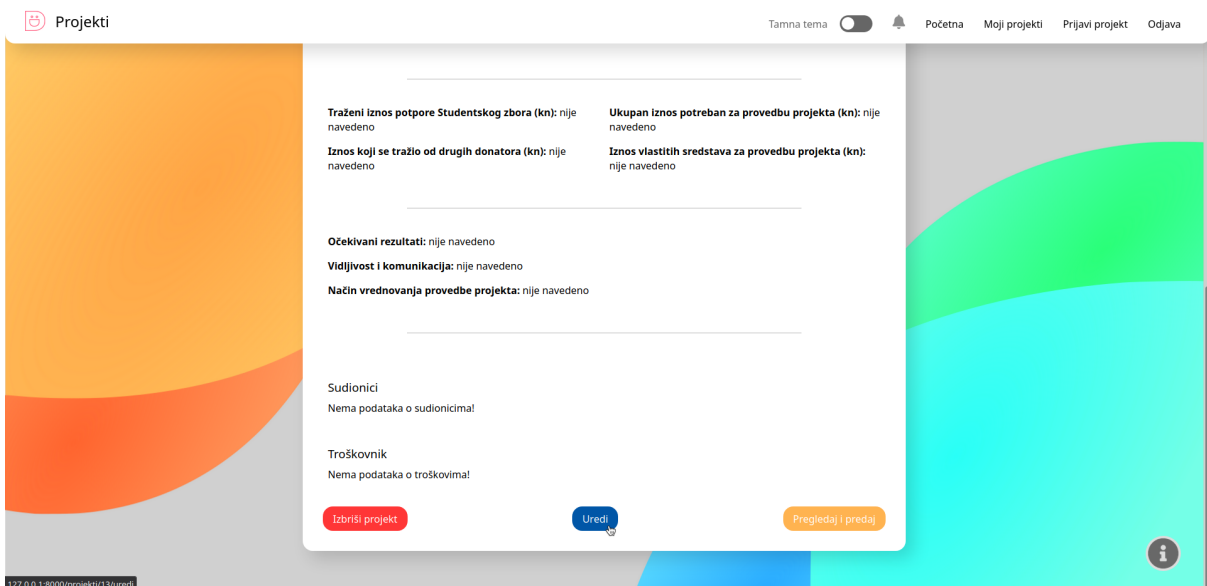 Projekti
Tamna tema
Početna
Moji projekti
Prijavi projekt
Odjava
Traženi iznos potpore Studentskog zbora (kn): nije
navedeno
Ukupan iznos potreban za provedbu projekta (kn): nije
navedeno
Iznos koji se tražio od drugih donatora (kn): nije
navedeno
Iznos vlastitih sredstava za provedbu projekta (kn):
nije navedeno
Očekivani rezultati: nije navedeno
Vidljivost i komunikacija: nije navedeno
Način vrednovanja provedbe projekta: nije navedeno
Sudionici
Nema podataka o sudionicima!
Troškovnik
Nema podataka o troškovima!
Izbriši projekt
Uredi
Pregledaj i predaj
127.0.0.1:8000/projekti/13/uredi